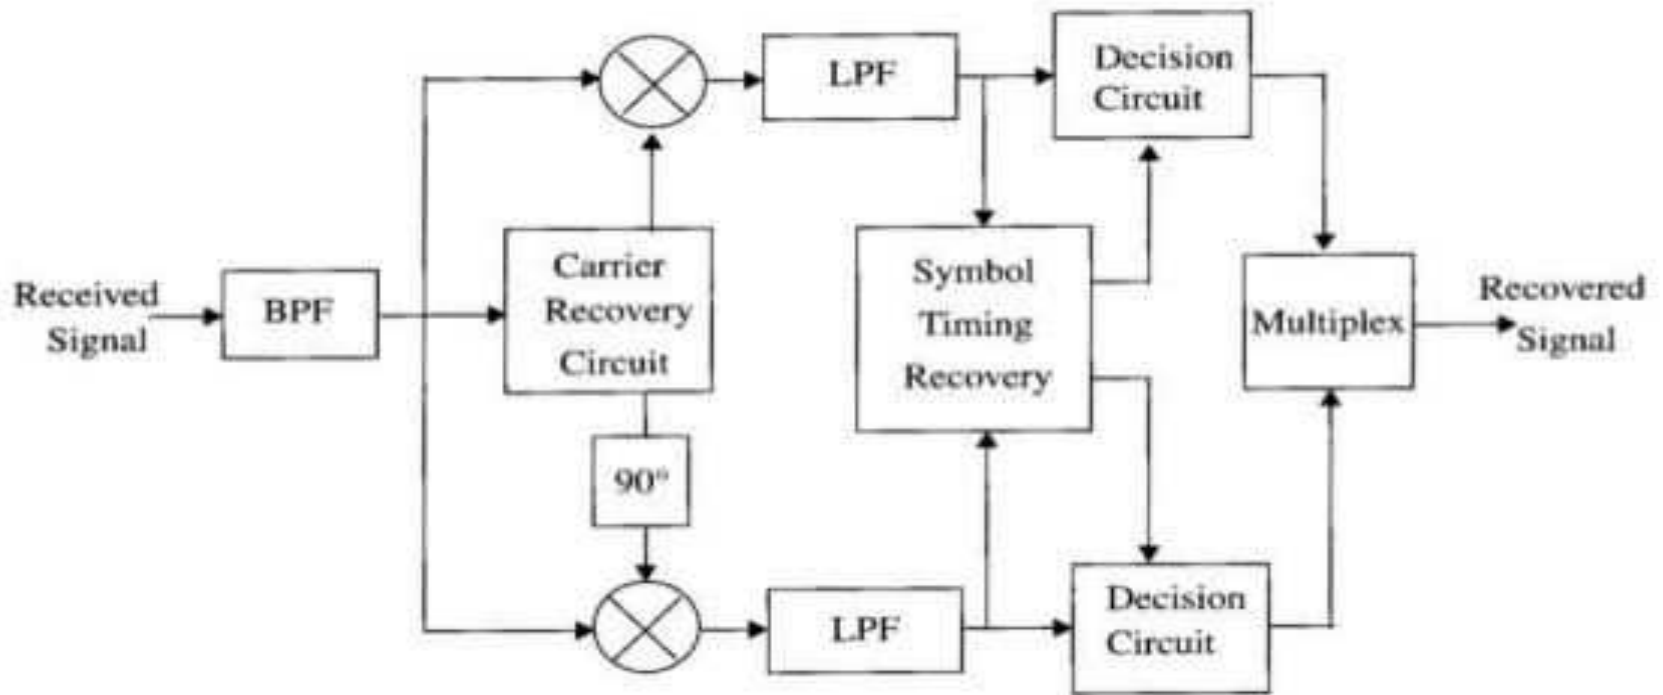 LPF
Decision
Circuit
Received
Signal
BPF
Carrier
Recovery
Circuit
Symbol
Timing
Recovery
Multiplex
Recovered
Signal
90°
LPF
Decision
Circuit